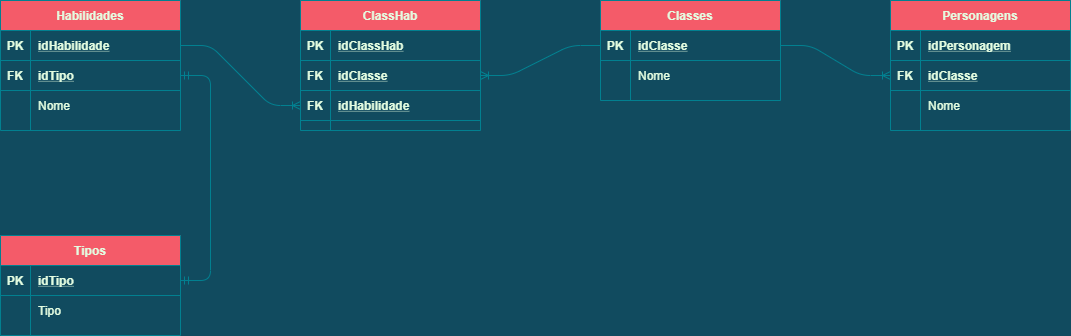 Habilidades
PK idHabilidade
FK idTipo
Nome
ClassHab
PK idClassHab
FK idClasse
FK idHabilidade
Classes
PK idClasse
Nome
Personagens
PK idPersonagem
FK idClasse
Nome
Tipos
PK idTipo
Tipo